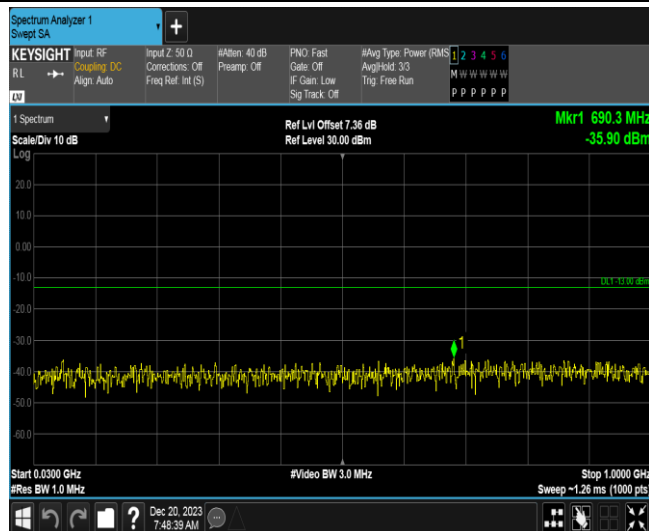 Spectrum Analyzer 1
Swept SA
+
KEYSIGHT
RL
LXI
Input: RF
Coupling: DC
Align: Auto
Input Z: 50 Ω
Corrections: Off
Freq Ref: Int (S)
#Atten: 40 dB
Preamp: Off
PNO: Fast
Gate: Off
IF Gain: Low
Sig Track: Off
#Avg Type: Power (RMS
Avg|Hold: 3/3
Trig: Free Run
1 2 3 4 5 6
M W W W W W
P P P P P P
1 Spectrum
Scale/Div 10 dB
Log
Ref Lvl Offset 7.36 dB
Ref Level 30.00 dBm
Mkr1 690.3 MHz
-35.90 dBm
20.0
10.0
0.00
-10.0
DL1 -13.00 dBm
-20.0
-30.0
1
-40.0
-50.0
-60.0
Start 0.0300 GHz
#Res BW 1.0 MHz
#Video BW 3.0 MHz
Stop 1.0000 GHz
Sweep ~1.26 ms (1000 pts)
?
Dec 20, 2023
7:48:39 AM